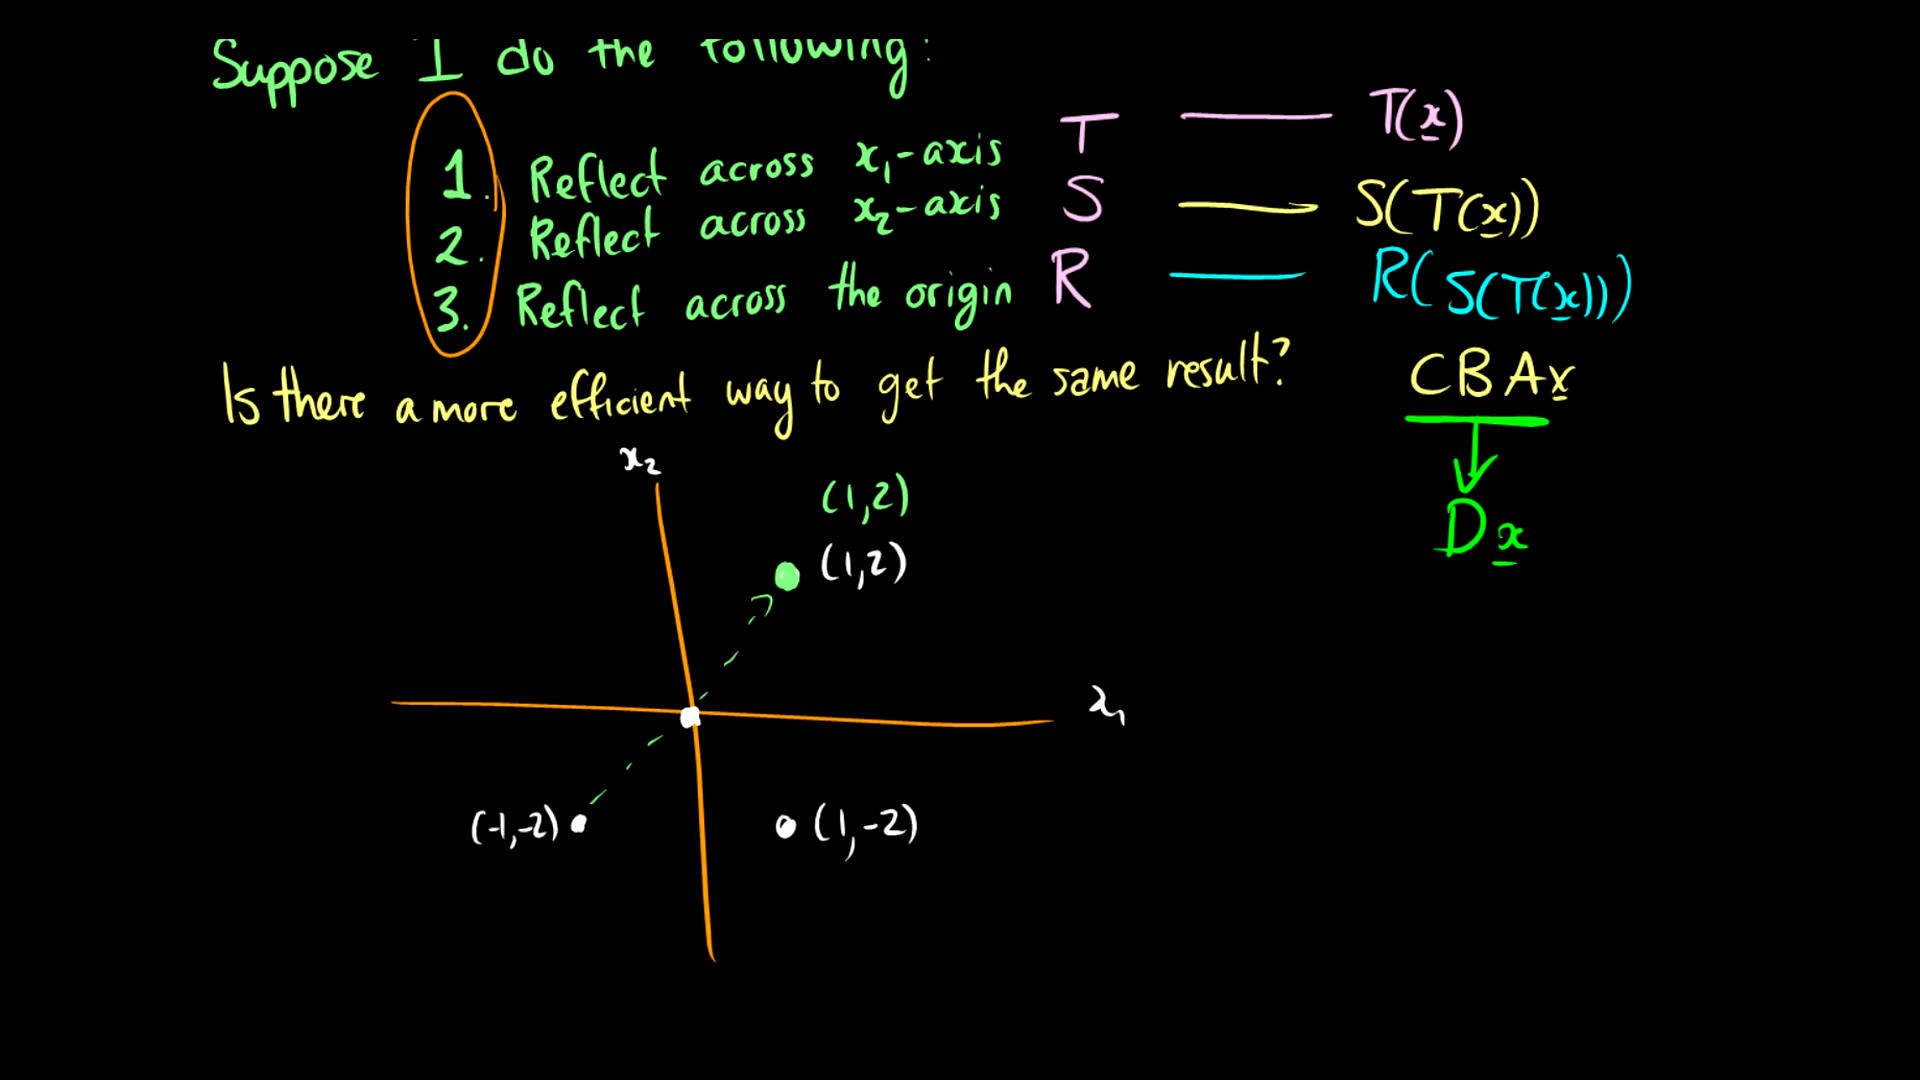 Suppose I do the following:
1. Reflect across x₁-axis T T(x)
2. Reflect across x₂-axis S S(T(x))
3. Reflect across the origin R R(S(T(x)))
Is there a more efficient way to get the same result? CBAx
x₂
(1,2)
Dx
(1,2)
x₁
(-1,-2)
(1,-2)